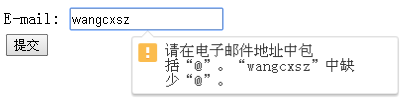 E-mail: wangcxsz
提交
请在电子邮件地址中包
括“@”。“wangcxsz”中缺
少“@”。